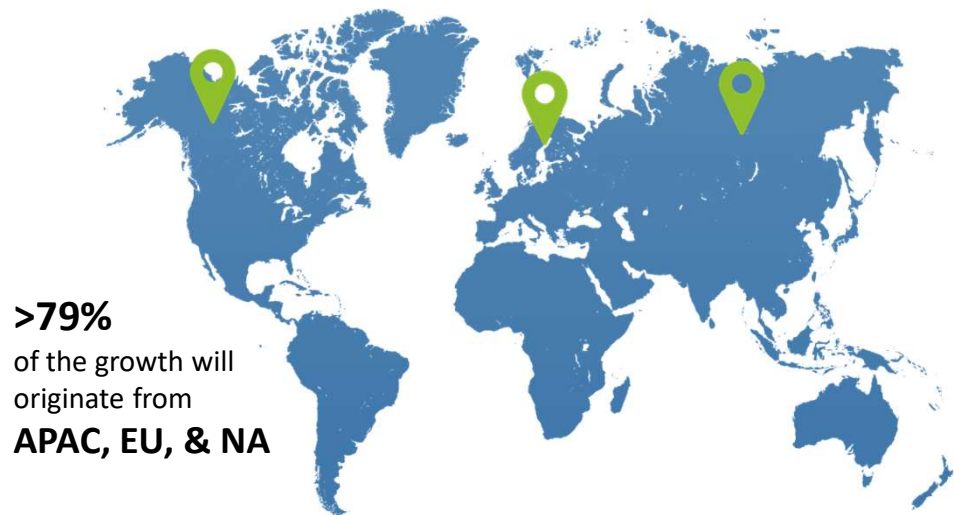 >79%
of the growth will
originate from
APAC, EU, & NA